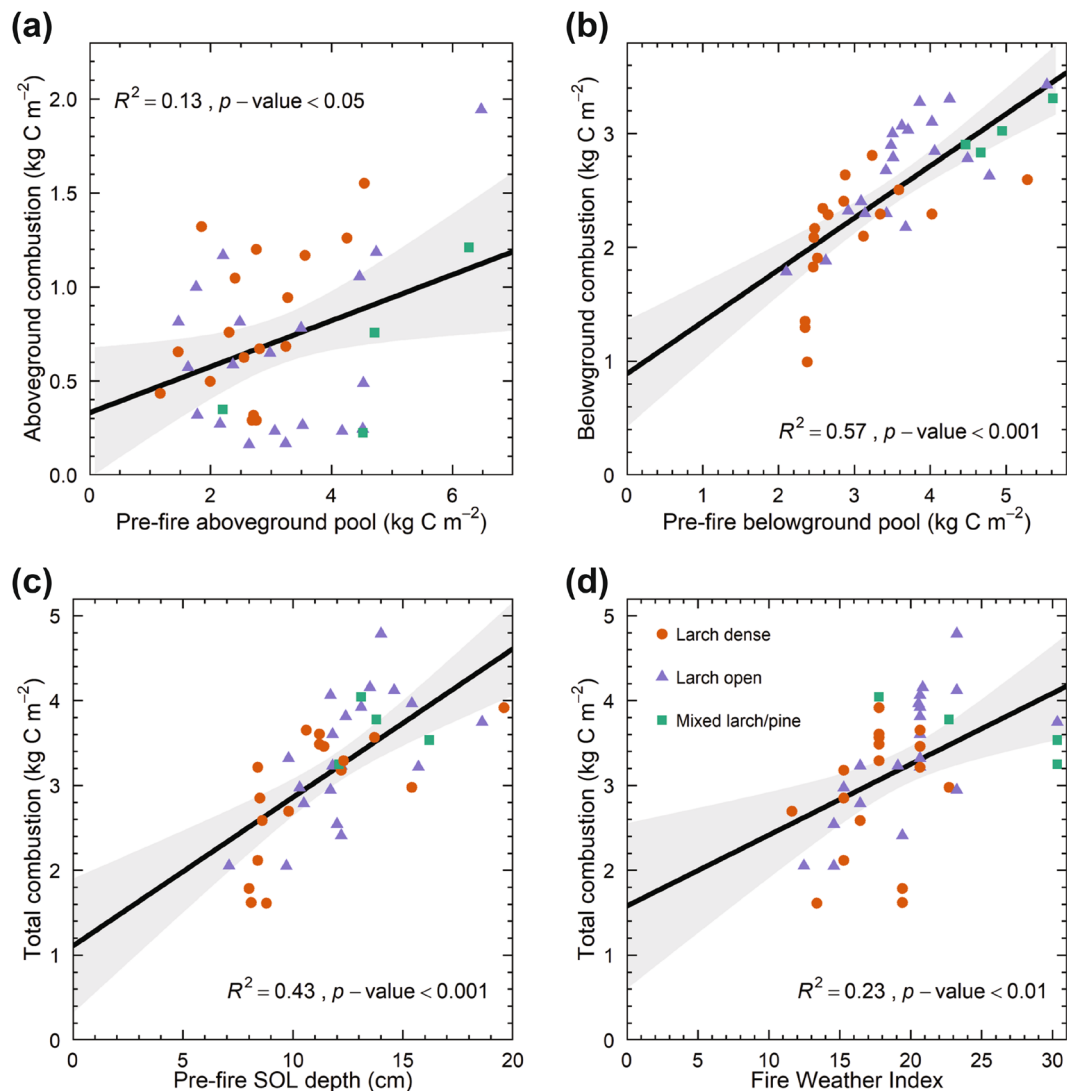 (a)
Aboveground combustion (kg C m⁻²)
2.0
1.5
1.0
0.5
0.0
R² = 0.13 , p − value < 0.05
0 2 4 6
Pre-fire aboveground pool (kg C m⁻²)
(b)
Belowground combustion (kg C m⁻²)
3
2
1
0
R² = 0.57 , p − value < 0.001
0 1 2 3 4 5
Pre-fire belowground pool (kg C m⁻²)
(c)
Total combustion (kg C m⁻²)
5
4
3
2
1
0
R² = 0.43 , p − value < 0.001
0 5 10 15 20
Pre-fire SOL depth (cm)
(d)
Total combustion (kg C m⁻²)
5
4
3
2
1
0
Larch dense
Larch open
Mixed larch/pine
R² = 0.23 , p − value < 0.01
0 5 10 15 20 25 30
Fire Weather Index